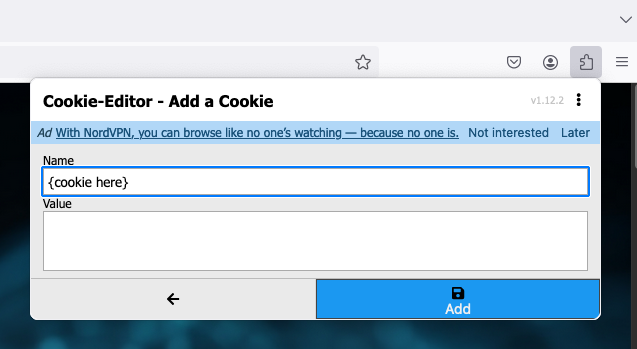 Cookie-Editor - Add a Cookie
v1.12.2
Ad With NordVPN, you can browse like no one’s watching — because no one is. Not interested Later
Name
{cookie here}
Value
Add